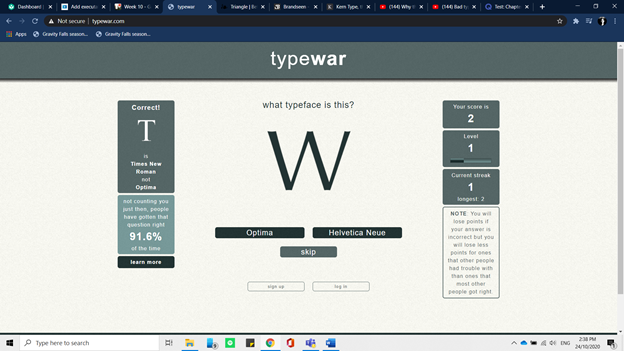 Dashboard
Add execute
Week 10 - G
typewar
Triangle | B
Brandseen -
Kern Type, t
(144) Why t
(144) Bad ty
Test: Chapte
Not secure | typewar.com
Apps
Gravity Falls season...
Gravity Falls season...
typewar
Correct!
T
is
Times New
Roman
not
Optima
not counting you
just then, people
have gotten that
question right
91.6%
of the time
learn more
what typeface is this?
W
Optima
Helvetica Neue
skip
sign up
log in
Your score is
2
Level
1
Current streak
1
longest 2
NOTE You will
lose points if
your answer is
incorrect but you
will lose less
points for ones
that other people
had trouble with
than ones that
most other
people got right.
Type here to search
ENG
2:38 PM
24/10/2020